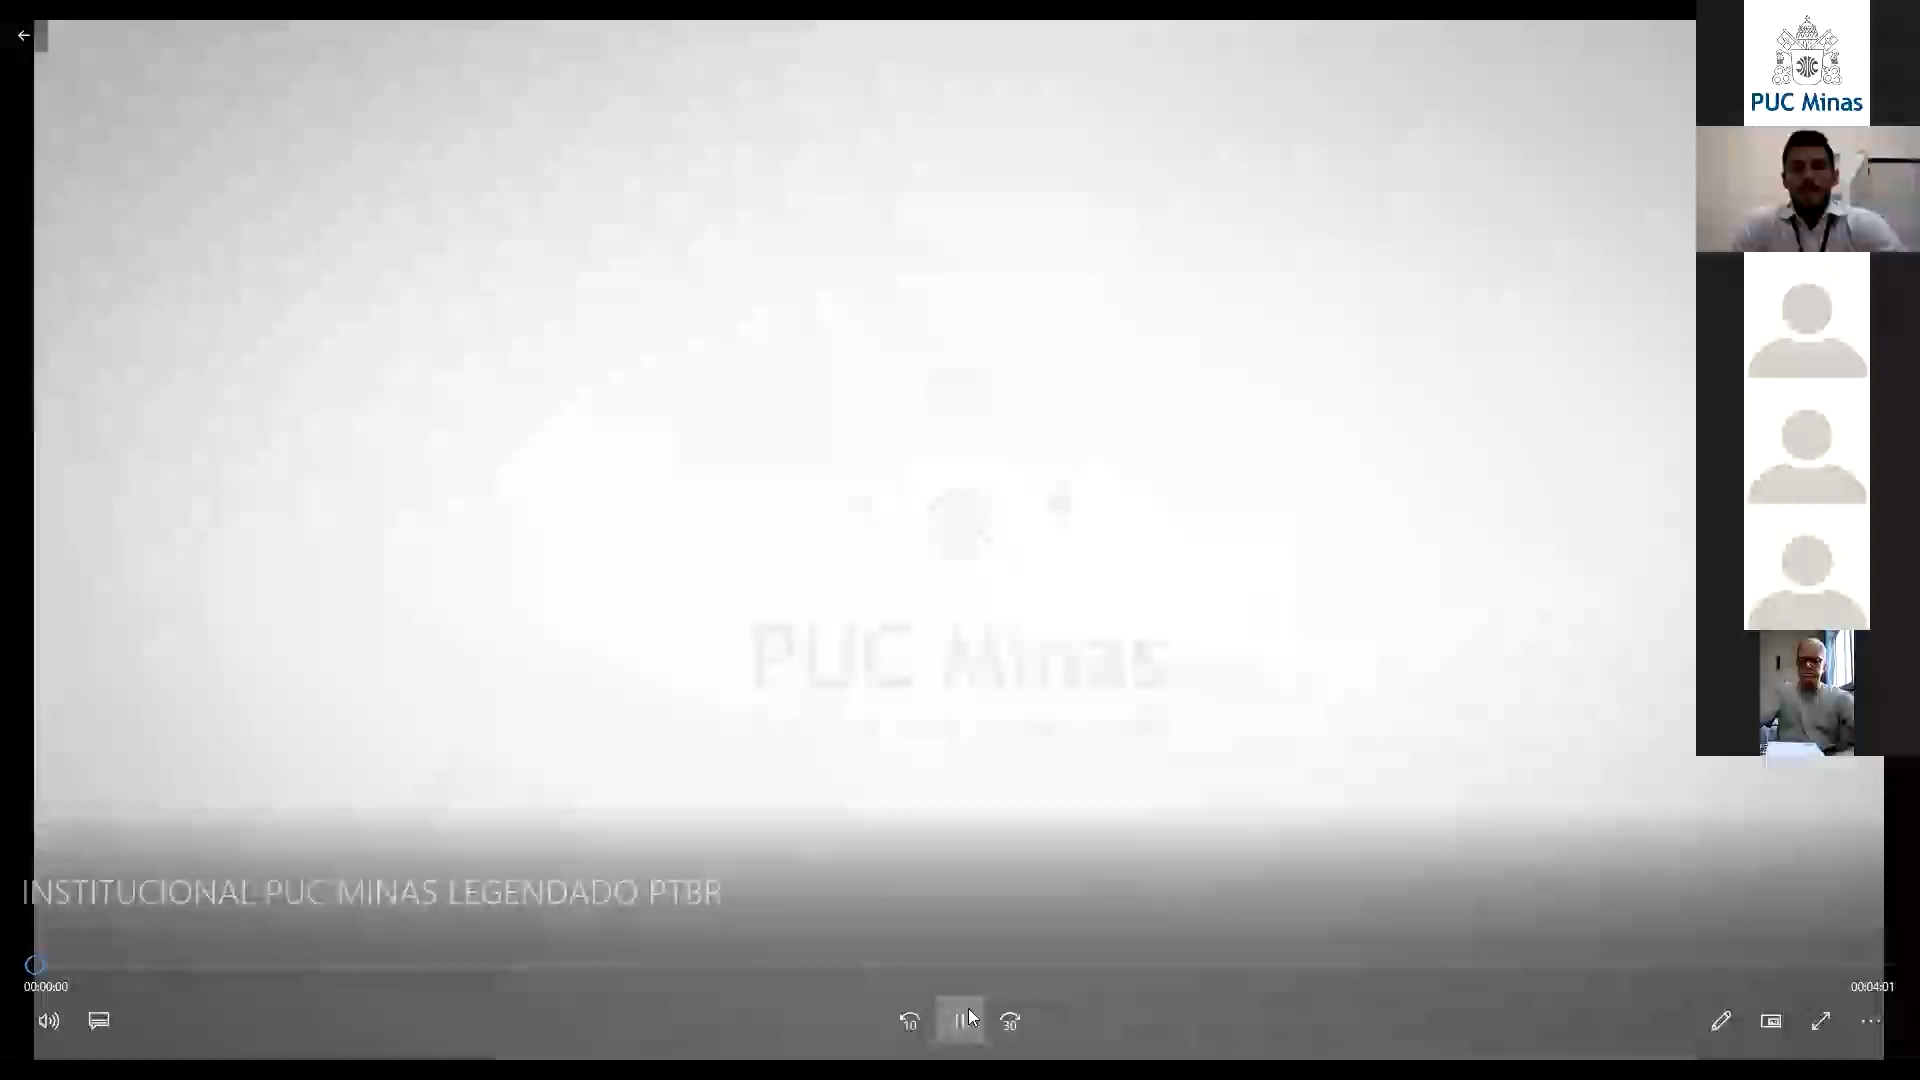 PUC Minas
PUC Minas
INSTITUCIONAL PUC MINAS LEGENDADO PTBR
00:00:00
00:04:01
10
30